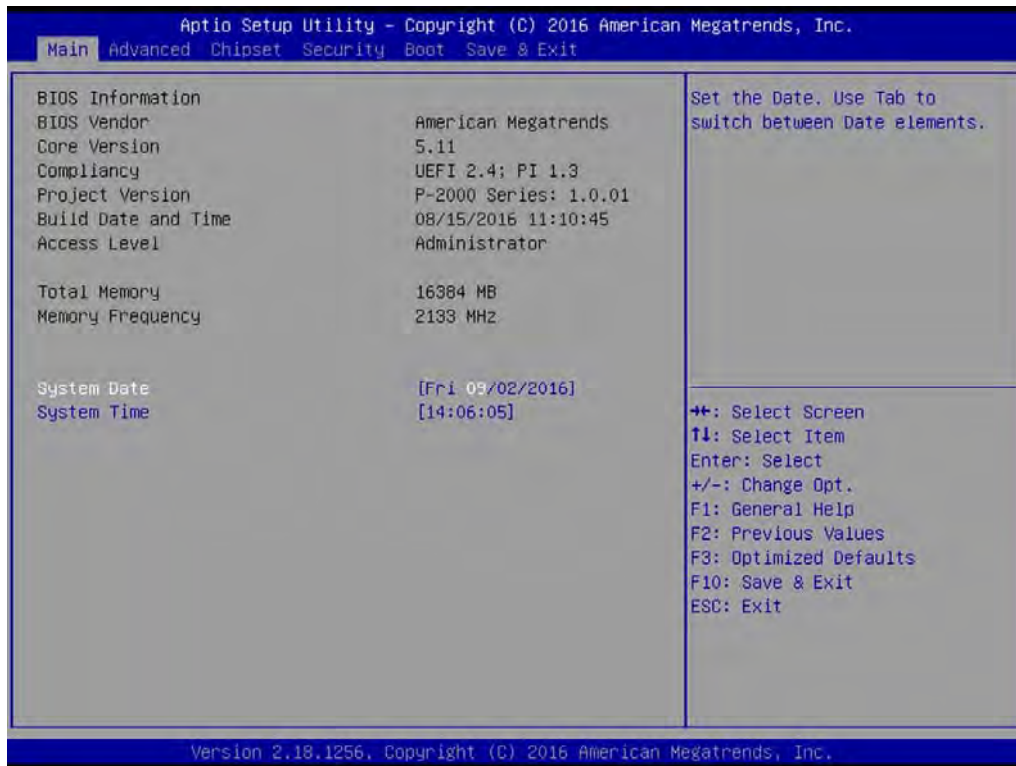 Aptio Setup Utility – Copyright (C) 2016 American Megatrends, Inc.
Main Advanced Chipset Security Boot Save & Exit
BIOS Information
BIOS Vendor American Megatrends
Core Version 5.11
Compliancy UEFI 2.4; PI 1.3
Project Version P-2000 Series: 1.0.01
Build Date and Time 08/15/2016 11:10:45
Access Level Administrator
Total Memory 16384 MB
Memory Frequency 2133 MHz
System Date [Fri 09/02/2016]
System Time [14:06:05]
Set the Date. Use Tab to
switch between Date elements.
→←: Select Screen
↑↓: Select Item
Enter: Select
+/-: Change Opt.
F1: General Help
F2: Previous Values
F3: Optimized Defaults
F10: Save & Exit
ESC: Exit
Version 2.18.1256. Copyright (C) 2016 American Megatrends, Inc.